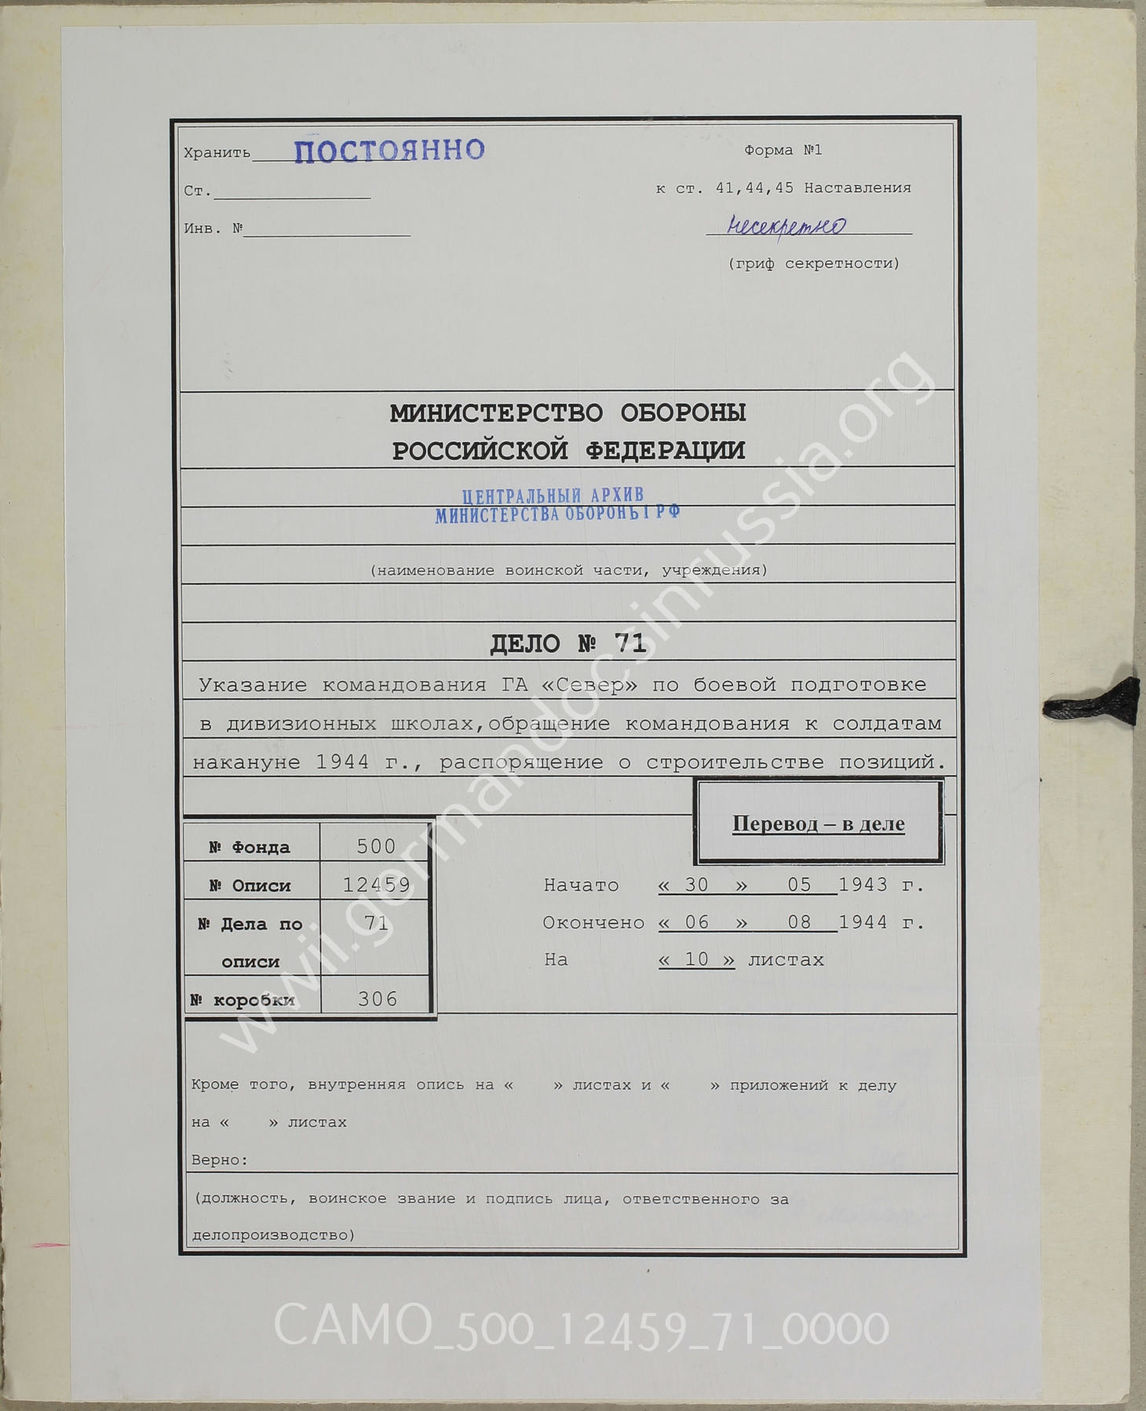 Хранить ПОСТОЯННО
Форма №1
Ст.
к ст. 41,44,45 Наставления
Инв. №
несекретно
(гриф секретности)
МИНИСТЕРСТВО ОБОРОНЫ
РОССИЙСКОЙ ФЕДЕРАЦИИ
ЦЕНТРАЛЬНЫЙ АРХИВ
МИНИСТЕРСТВА ОБОРОНЫ РФ
(наименование воинской части, учреждения)
ДЕЛО № 71
Указание командования ГА «Север» по боевой подготовке
в дивизионных школах,обращение командования к солдатам
накануне 1944 г., распорящение о строительстве позиций.
Перевод – в деле
№ Фонда 500
№ Описи 12459
№ Дела по 71
описи
№ коробки 306
Начато « 30 » 05 1943 г.
Окончено « 06 » 08 1944 г.
На « 10 » листах
Кроме того, внутренняя опись на « » листах и « » приложений к делу
на « » листах
Верно:
(должность, воинское звание и подпись лица, ответственного за
делопроизводство)
www.germandocsinrussia.org
CAMO_500_12459_71_0000